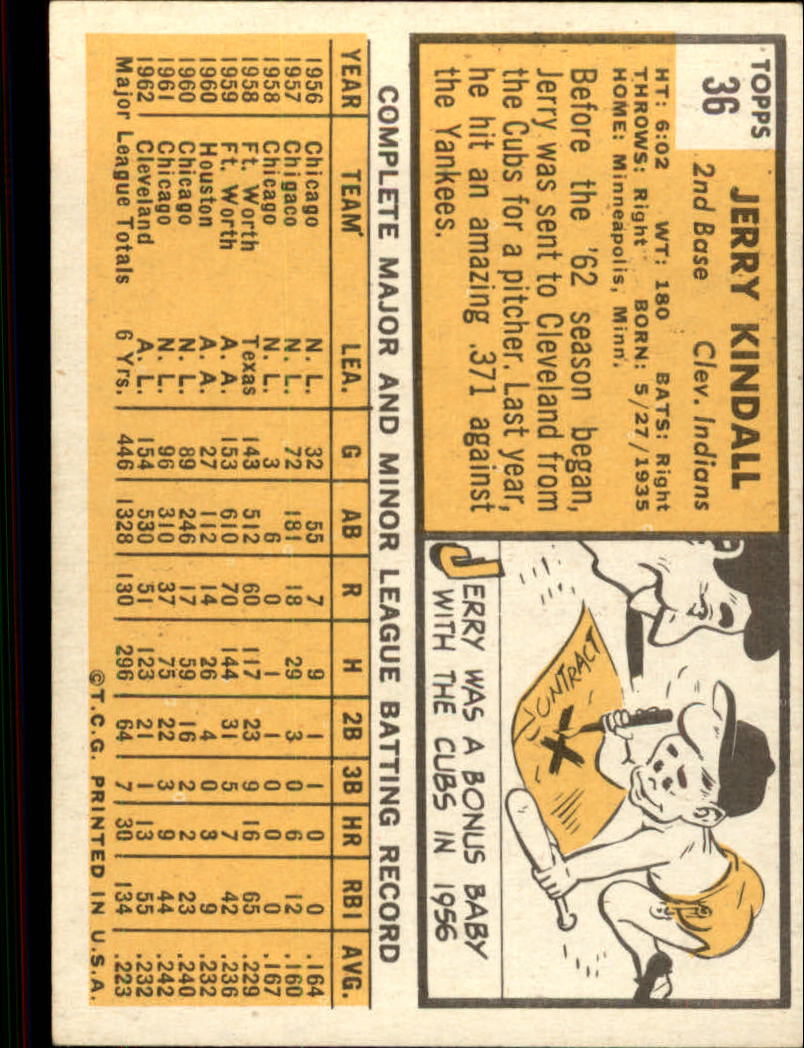 TOPPS
36
JERRY KINDALL
2nd Base Clev. Indians
HT: 6:02 WT: 180 BATS: Right
THROWS: Right BORN: 5/27/1935
HOME: Minneapolis, Minn.
Before the '62 season began,
Jerry was sent to Cleveland from
the Cubs for a pitcher. Last year,
he hit an amazing .371 against
the Yankees.
CONTRACT
X
JERRY WAS A BONUS BABY
WITH THE CUBS IN 1956
COMPLETE MAJOR AND MINOR LEAGUE BATTING RECORD
YEAR TEAM LEA. G AB R H 2B 3B HR RBI AVG.
1956 Chicago N. L. 32 55 7 9 1 1 0 0 .164
1957 Chigaco N. L. 72 181 18 29 3 0 6 12 .160
1958 Chicago N. L. 3 6 0 1 1 0 0 0 .167
1958 Ft. Worth Texas 143 512 60 117 23 9 16 65 .229
1959 Ft. Worth A. A. 153 610 70 144 31 5 7 42 .236
1960 Houston A. A. 27 112 14 26 4 0 3 9 .232
1960 Chicago N. L. 89 246 17 59 16 2 2 23 .240
1961 Chicago N. L. 96 310 37 75 22 3 9 44 .242
1962 Cleveland A. L. 154 530 51 123 21 1 13 55 .232
Major League Totals 6 Yrs. 446 1328 130 296 64 7 30 134 .223
©T.C.G. PRINTED IN U.S.A.